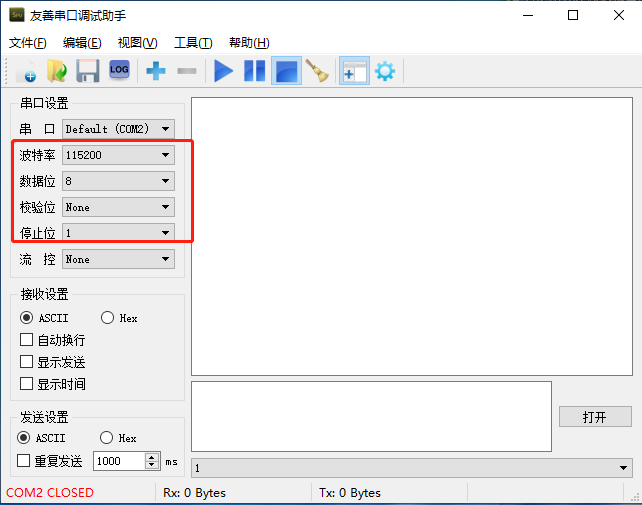 友善串口调试助手
文件(F) 编辑(E) 视图(V) 工具(T) 帮助(H)
LOG
串口设置
串 口 Default (COM2)
波特率 115200
数据位 8
校验位 None
停止位 1
流 控 None
接收设置
ASCII Hex
自动换行
显示发送
显示时间
发送设置
ASCII Hex
重复发送 1000 ms
打开
1
COM2 CLOSED Rx: 0 Bytes Tx: 0 Bytes